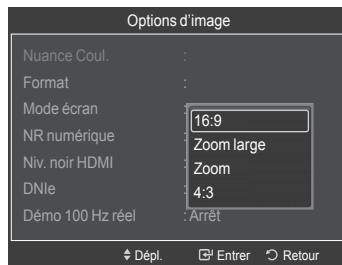 Options d'image
Nuance Coul. :
Format :
Mode écran :
16:9
NR numérique :
Zoom large
Niv. noir HDMI :
Zoom
DNIe :
4:3
Démo 100 Hz réel : Arrêt
Dépl. Entrer Retour